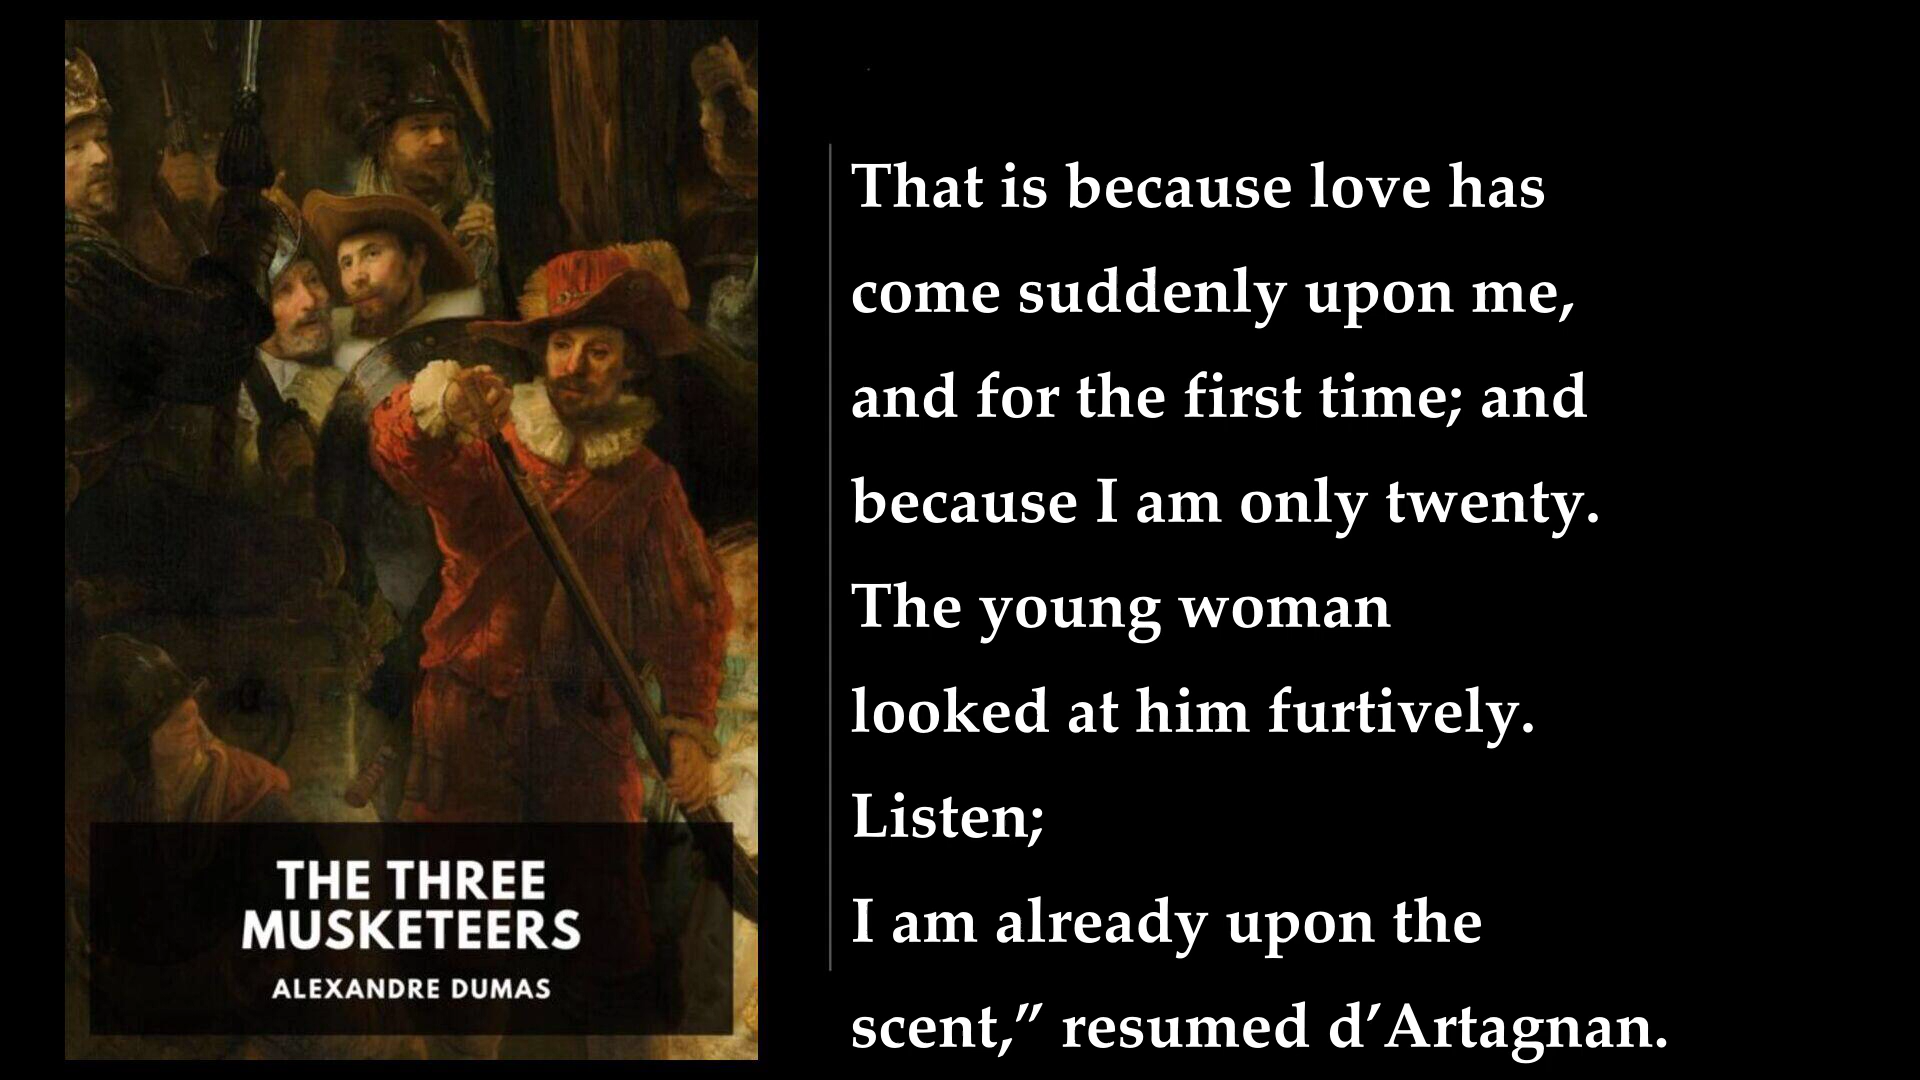 THE THREE
MUSKETEERS
ALEXANDRE DUMAS
That is because love has
come suddenly upon me,
and for the first time; and
because I am only twenty.
The young woman
looked at him furtively.
Listen;
I am already upon the
scent,” resumed d’Artagnan.